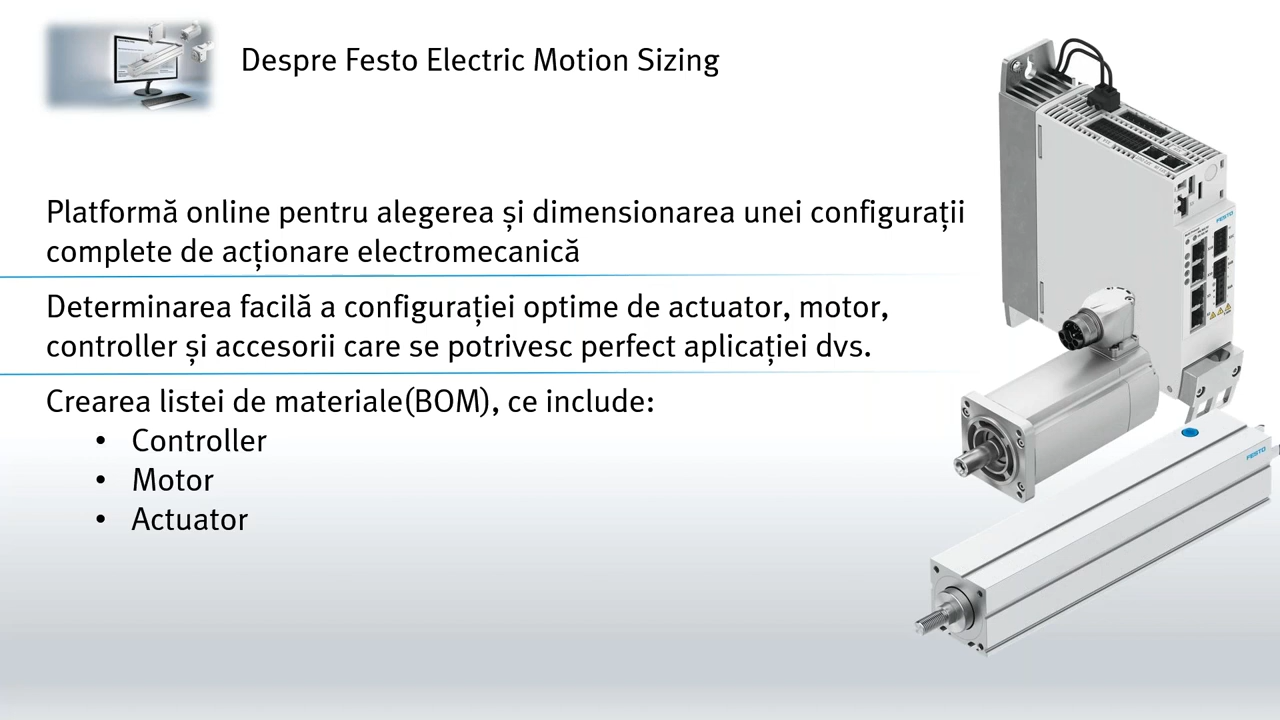 Despre Festo Electric Motion Sizing
Platformă online pentru alegerea și dimensionarea unei configurații
complete de acționare electromecanică
Determinarea facilă a configurației optime de actuator, motor,
controller și accesorii care se potrivesc perfect aplicației dvs.
Crearea listei de materiale(BOM), ce include:
• Controller
• Motor
• Actuator
FESTO
FESTO